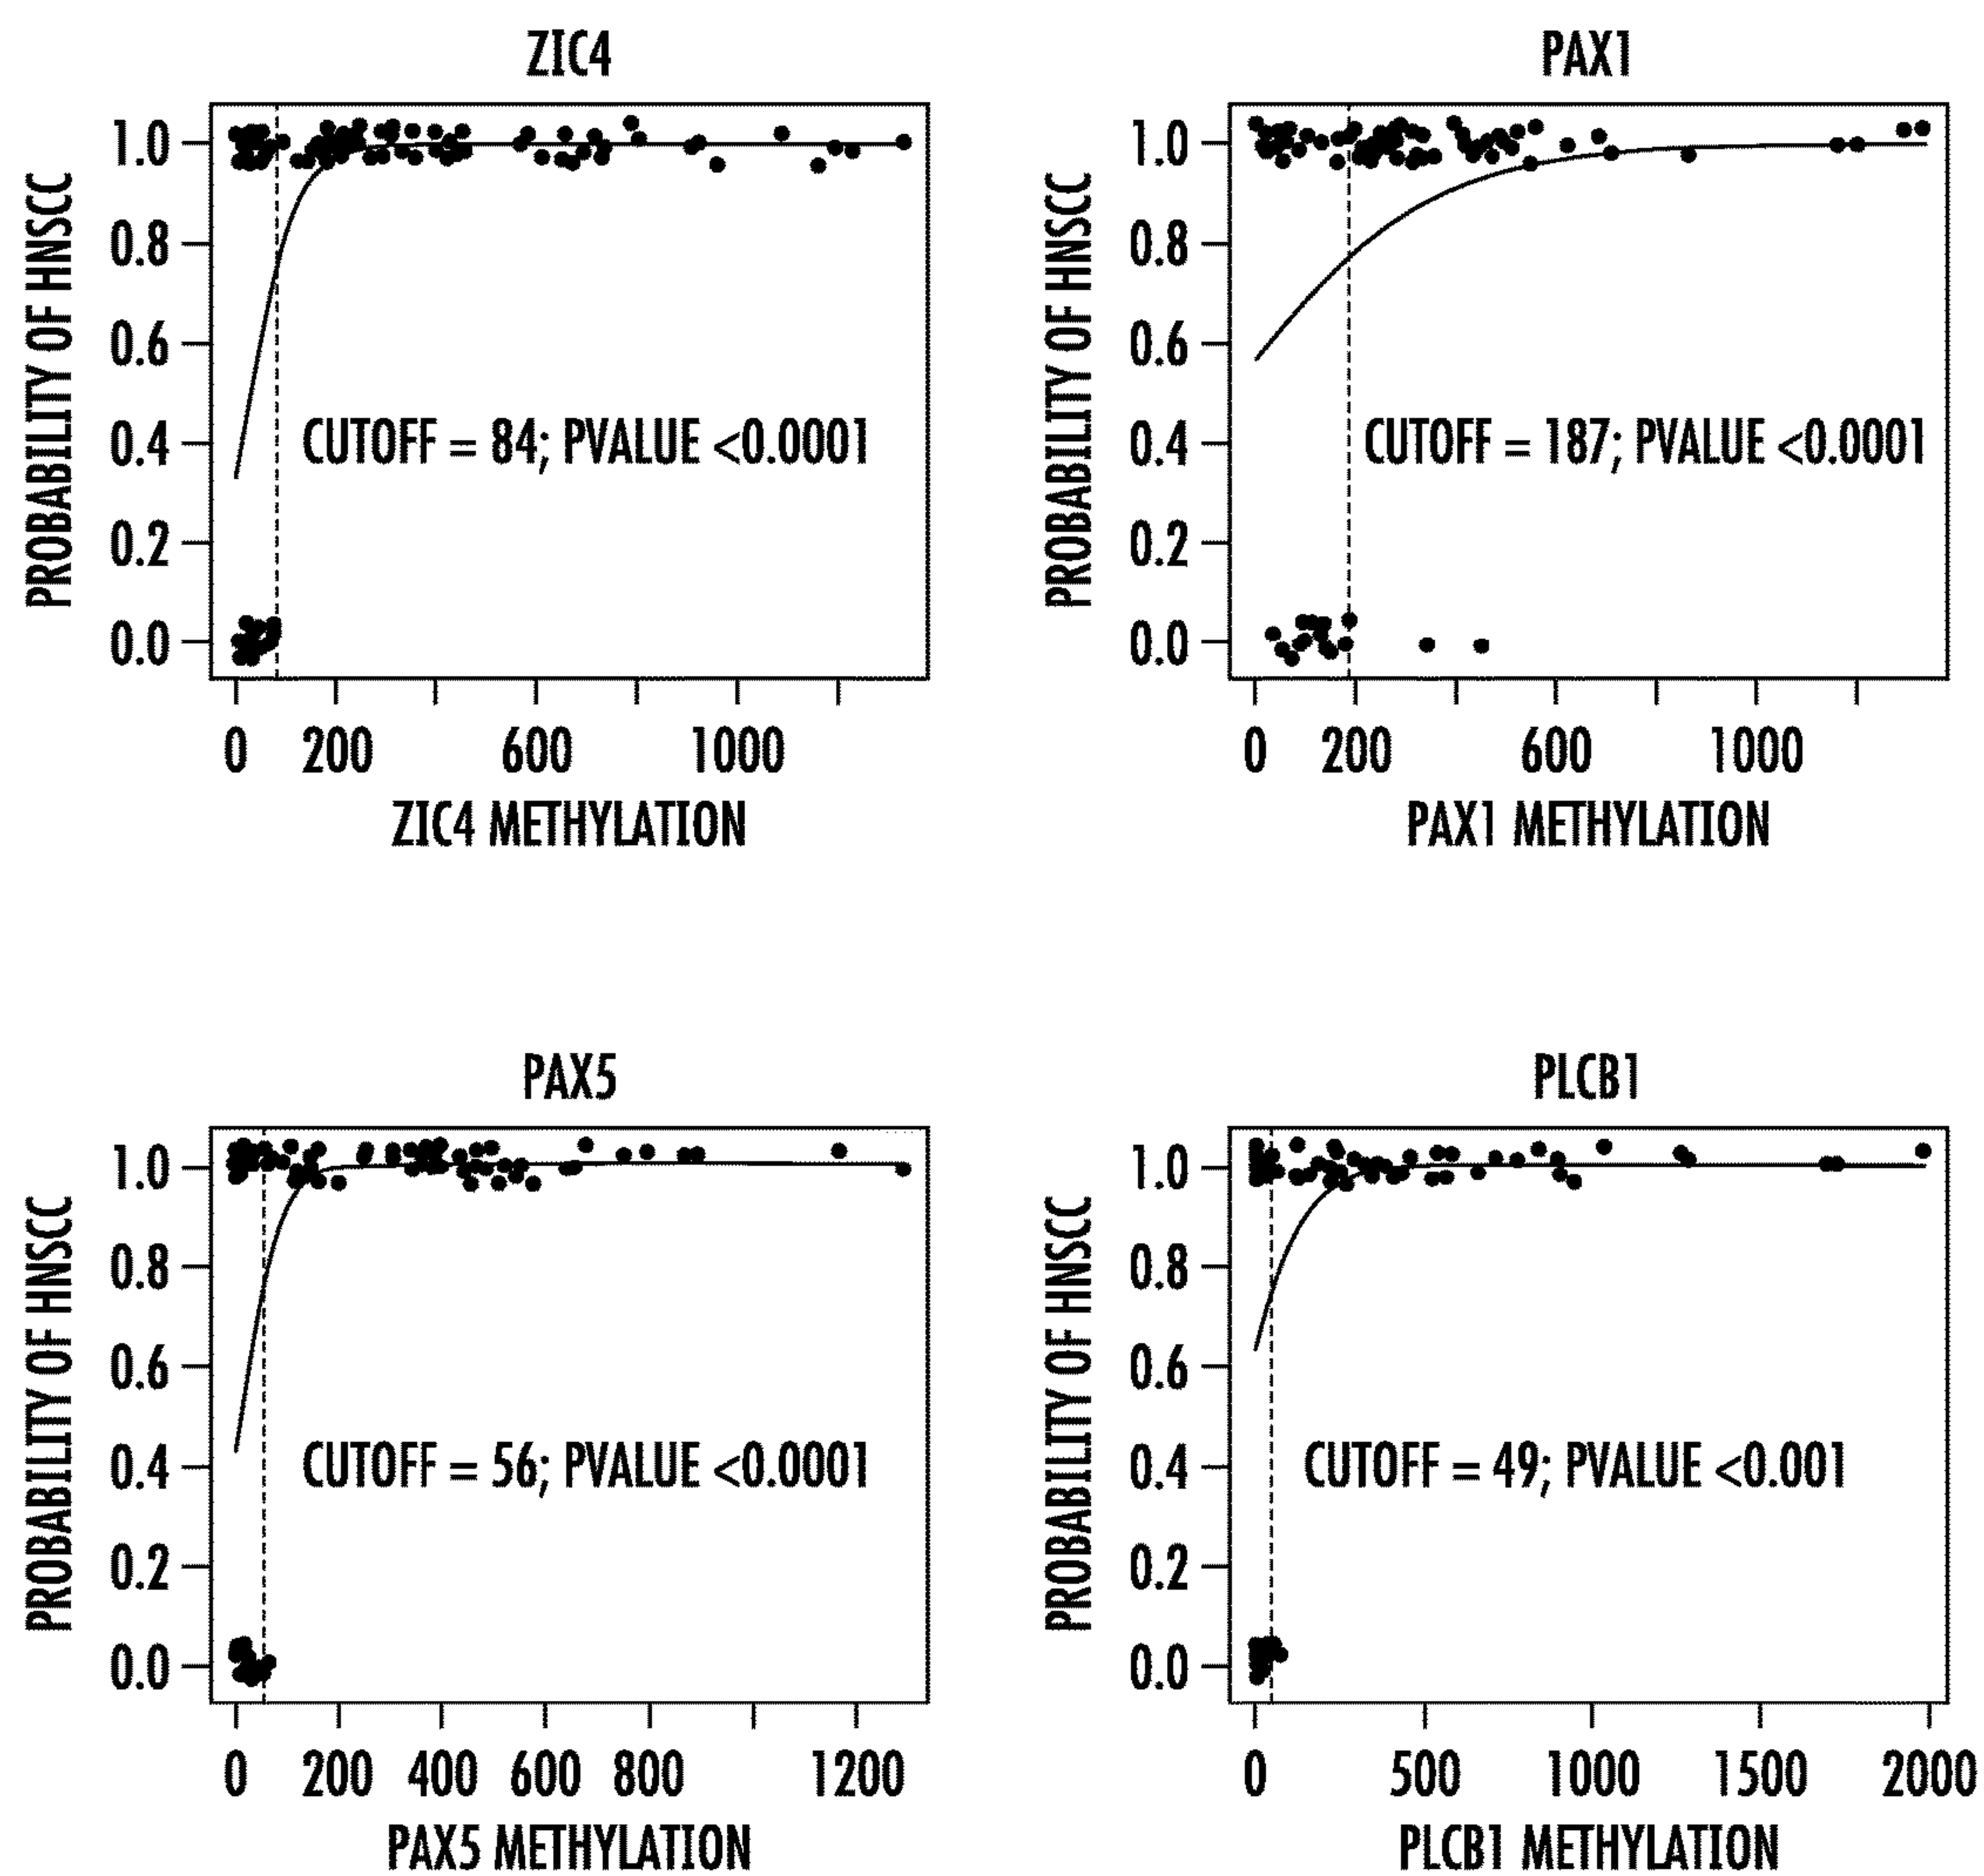 ZIC4
PROBABILITY OF HNSCC
1.0
0.8
0.6
0.4
0.2
0.0
CUTOFF = 84; PVALUE <0.0001
0 200 600 1000
ZIC4 METHYLATION
PAX1
PROBABILITY OF HNSCC
1.0
0.8
0.6
0.4
0.2
0.0
CUTOFF = 187; PVALUE <0.0001
0 200 600 1000
PAX1 METHYLATION
PAX5
PROBABILITY OF HNSCC
1.0
0.8
0.6
0.4
0.2
0.0
CUTOFF = 56; PVALUE <0.0001
0 200 400 600 800 1200
PAX5 METHYLATION
PLCB1
PROBABILITY OF HNSCC
1.0
0.8
0.6
0.4
0.2
0.0
CUTOFF = 49; PVALUE <0.001
0 500 1000 1500 2000
PLCB1 METHYLATION